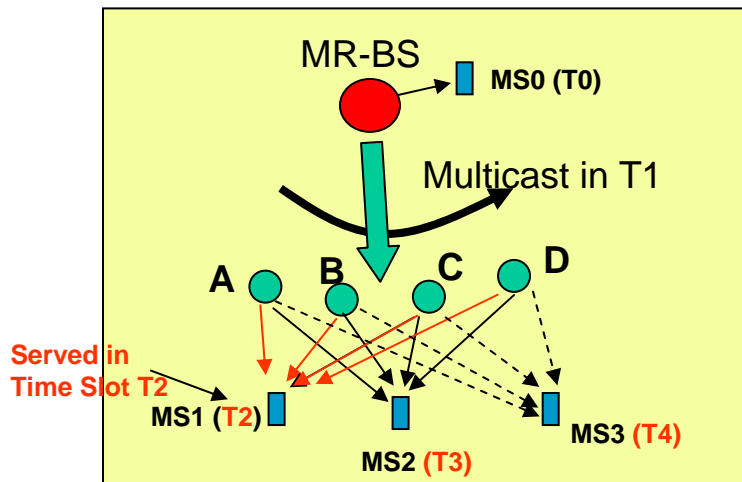 MR-BS
MS0 (T0)
Multicast in T1
A
B
C
D
Served in
Time Slot T2
MS1 (T2)
MS2 (T3)
MS3 (T4)